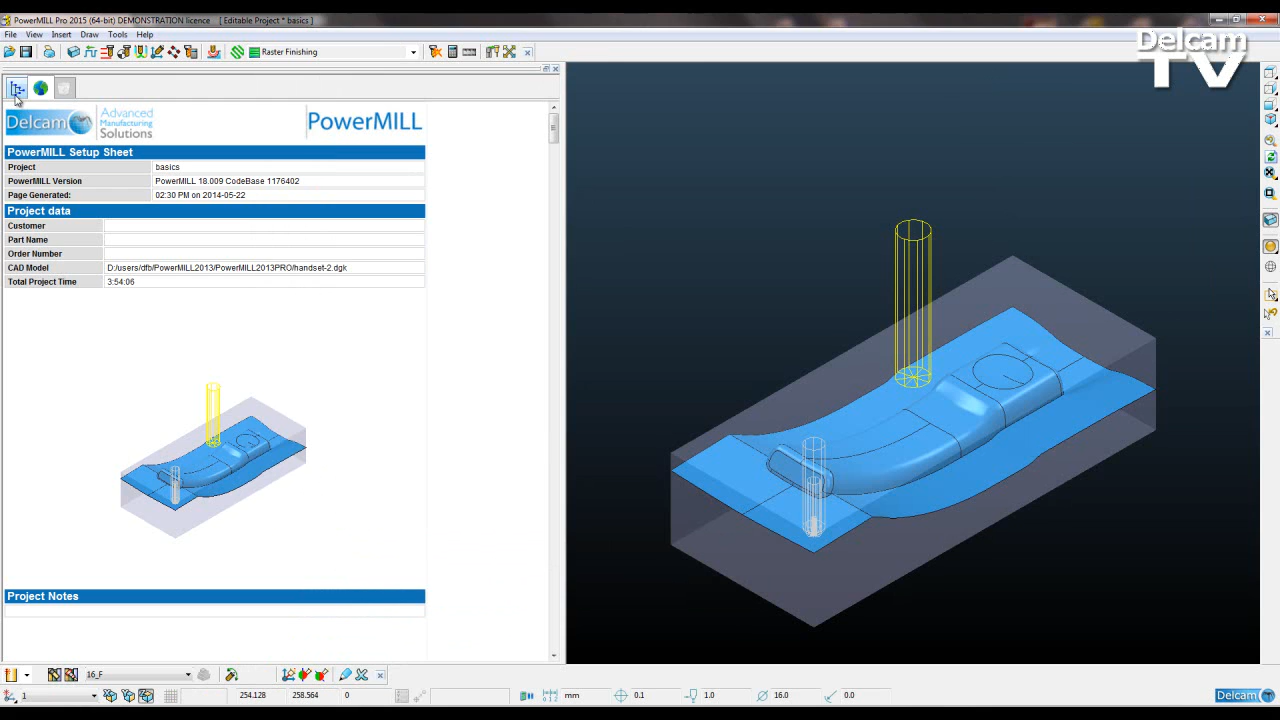 PowerMILL Pro 2015 (64-bit) DEMONSTRATION licence [ Editable Project * basics ]
File View Insert Draw Tools Help
Raster Finishing
Delcam TV
Delcam Advanced Manufacturing Solutions PowerMILL
PowerMILL Setup Sheet
Project basics
PowerMILL Version PowerMILL 18.009 CodeBase 1176402
Page Generated: 02:30 PM on 2014-05-22
Project data
Customer
Part Name
Order Number
CAD Model D:/users/dfb/PowerMILL2013/PowerMILL2013PRO/handset-2.dgk
Total Project Time 3:54:06
Project Notes
16_F
1 254.128 258.564 0 mm 0.1 1.0 16.0 0.0 Delcam